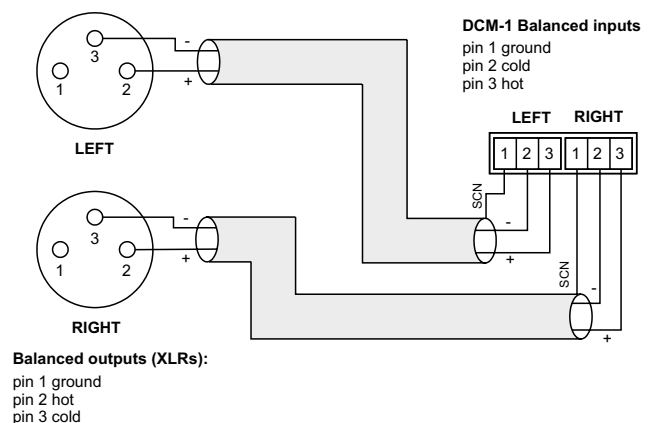 DCM-1 Balanced inputs
pin 1 ground
pin 2 cold
pin 3 hot
3
1
2
-
+
LEFT
LEFT RIGHT
1 2 3 1 2 3
SCN
-
+
3
1
2
-
+
RIGHT
SCN
-
+
Balanced outputs (XLRs):
pin 1 ground
pin 2 hot
pin 3 cold